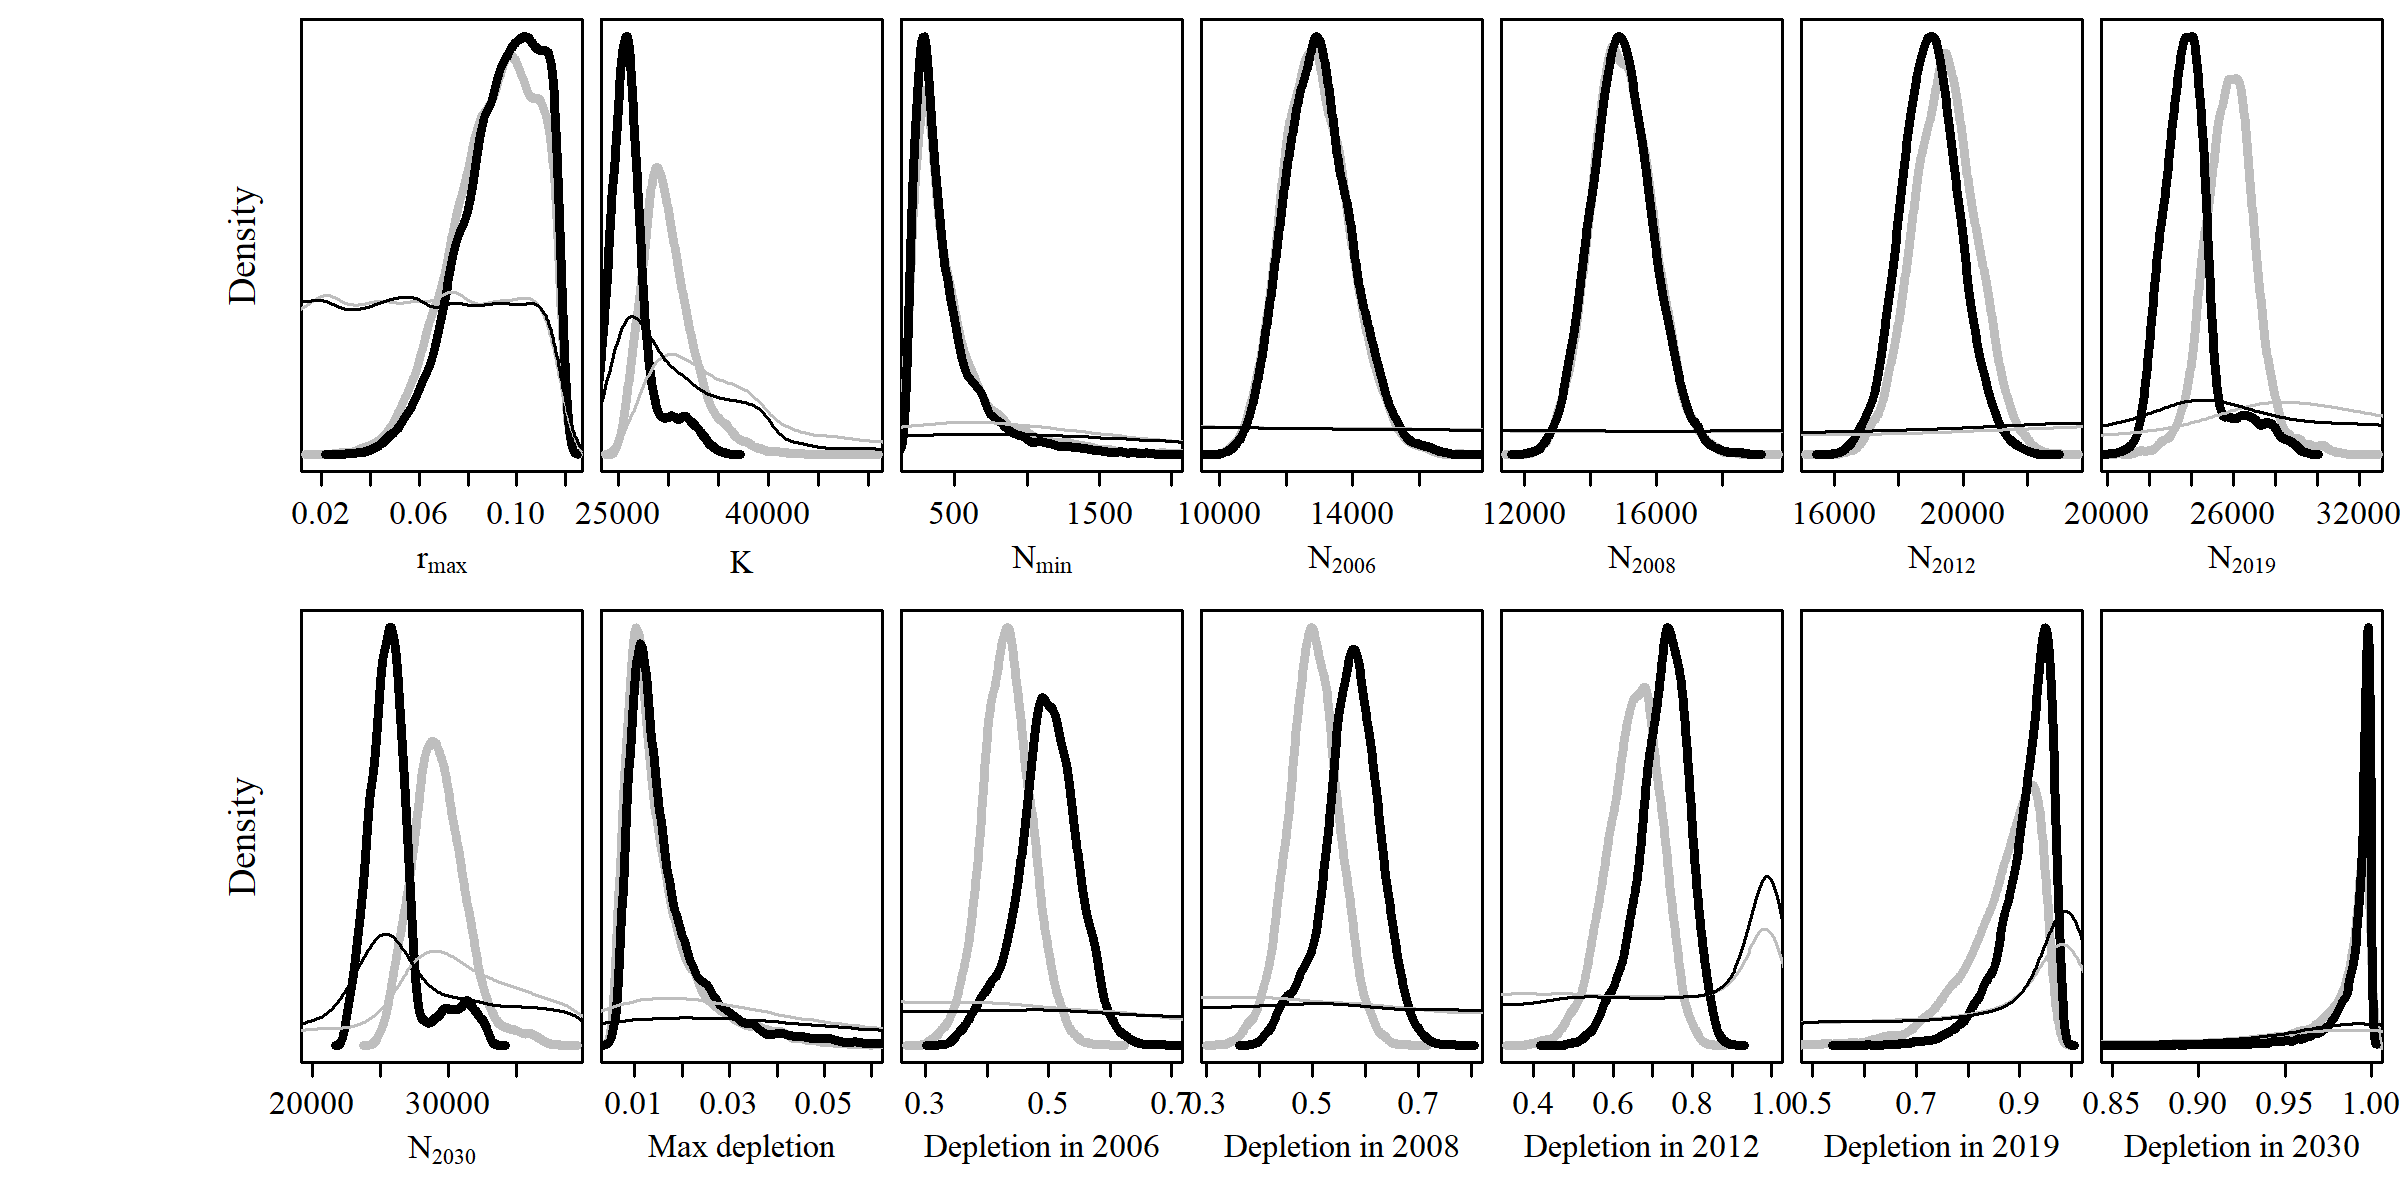 Density
0.02 0.06 0.10 25000 40000 500 1500 10000 14000 12000 16000 16000 20000 20000 26000 32000
rmax K Nmin N2006 N2008 N2012 N2019
Density
20000 30000 0.01 0.03 0.05 0.3 0.5 0.7 0.3 0.5 0.7 0.4 0.6 0.8 1.0 0.5 0.7 0.9 0.85 0.90 0.95 1.00
N2030 Max depletion Depletion in 2006 Depletion in 2008 Depletion in 2012 Depletion in 2019 Depletion in 2030